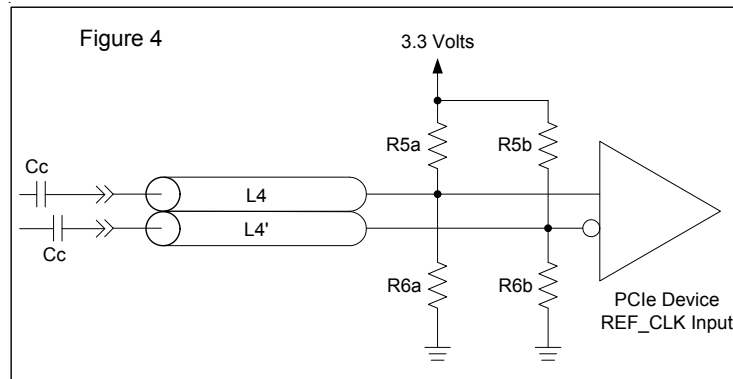 Figure 4
3.3 Volts
R5a
R5b
Cc
L4
L4'
Cc
R6a
R6b
PCIe Device
REF_CLK Input